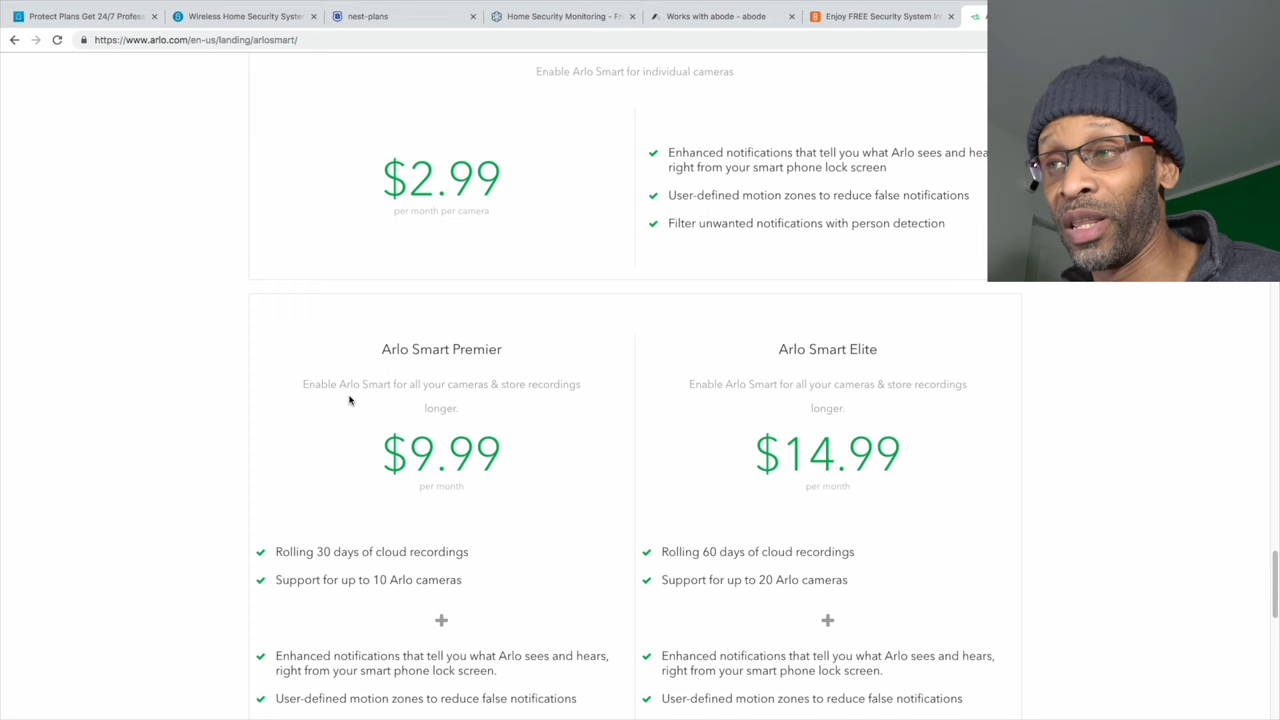 Protect Plans Get 24/7 Profess
Wireless Home Security Syste
nest-plans
Home Security Monitoring - Fr
Works with abode - abode
Enjoy FREE Security System In
https://www.arlo.com/en-us/landing/arlosmart/
Enable Arlo Smart for individual cameras
$2.99
per month per camera
Enhanced notifications that tell you what Arlo sees and hea
right from your smart phone lock screen
User-defined motion zones to reduce false notifications
Filter unwanted notifications with person detection
Arlo Smart Premier
Enable Arlo Smart for all your cameras & store recordings
longer.
$9.99
per month
Rolling 30 days of cloud recordings
Support for up to 10 Arlo cameras
+
Enhanced notifications that tell you what Arlo sees and hears,
right from your smart phone lock screen.
User-defined motion zones to reduce false notifications
Arlo Smart Elite
Enable Arlo Smart for all your cameras & store recordings
longer.
$14.99
per month
Rolling 60 days of cloud recordings
Support for up to 20 Arlo cameras
+
Enhanced notifications that tell you what Arlo sees and hears,
right from your smart phone lock screen.
User-defined motion zones to reduce false notifications